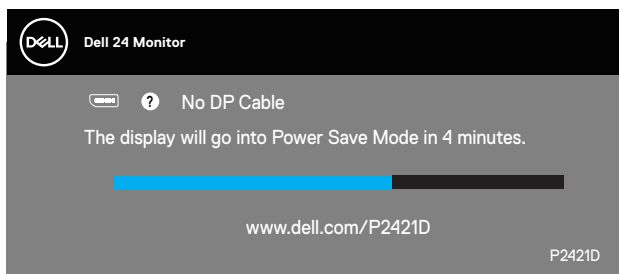 DELL
Dell 24 Monitor
? No DP Cable
The display will go into Power Save Mode in 4 minutes.
www.dell.com/P2421D
P2421D